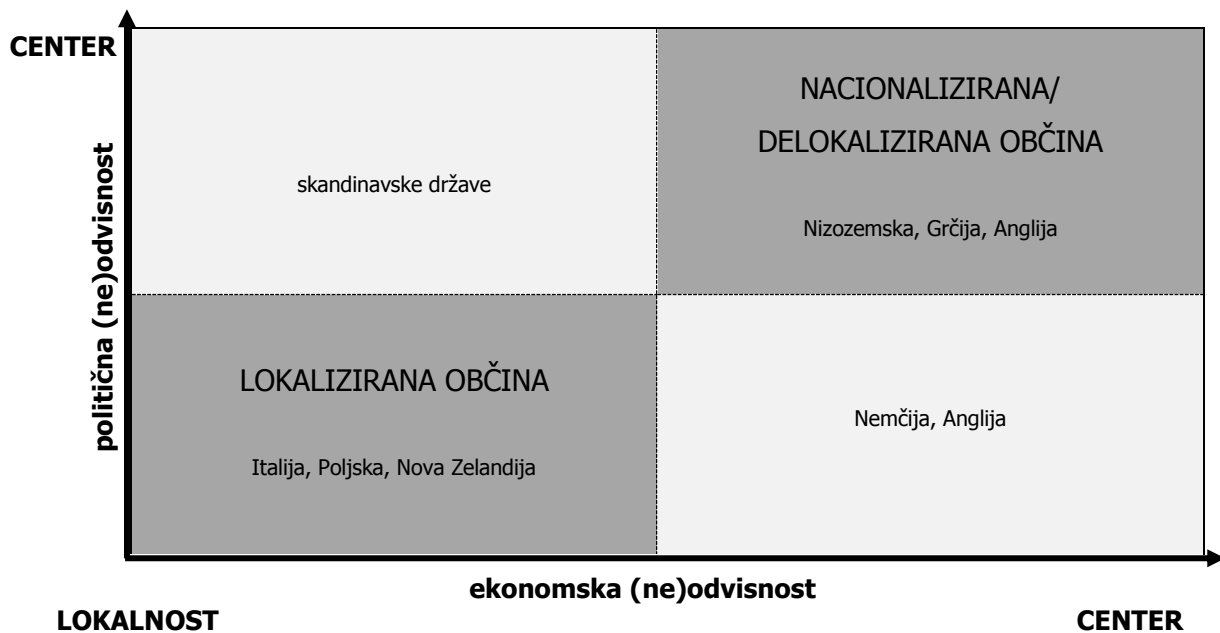 CENTER
politična (ne)odvisnost
skandinavske države
NACIONALIZIRANA/
DELOKALIZIRANA OBČINA
Nizozemska, Grčija, Anglija
LOKALIZIRANA OBČINA
Italija, Poljska, Nova Zelandija
Nemčija, Anglija
ekonomska (ne)odvisnost
LOKALNOST
CENTER